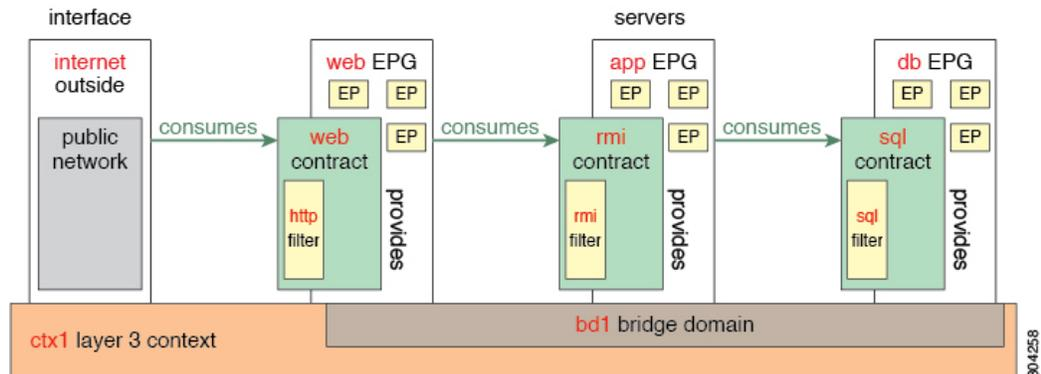 interface
servers
internet
outside
public
network
consumes
web EPG
EP
EP
EP
web
contract
http
filter
provides
consumes
app EPG
EP
EP
EP
rmi
contract
rmi
filter
provides
consumes
db EPG
EP
EP
EP
sql
contract
sql
filter
provides
ctx1 layer 3 context
bd1 bridge domain
304258